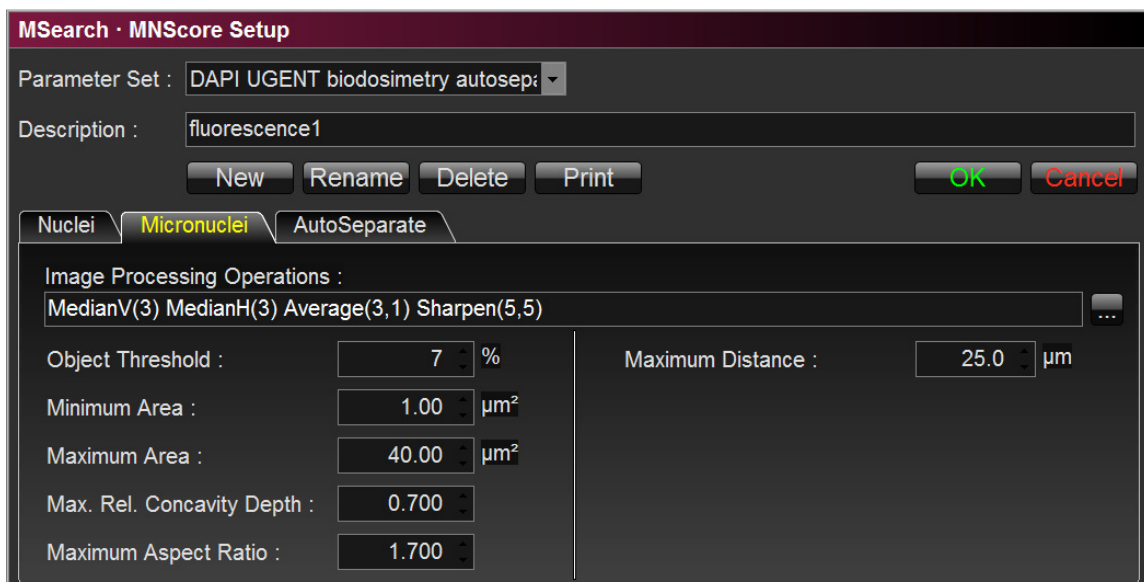 MSearch · MNScore Setup
Parameter Set : DAPI UGENT biodosimetry autosepa
Description : fluorescence1
New Rename Delete Print OK Cancel
Nuclei Micronuclei AutoSeparate
Image Processing Operations :
MedianV(3) MedianH(3) Average(3,1) Sharpen(5,5) ...
Object Threshold : 7 % Maximum Distance : 25.0 µm
Minimum Area : 1.00 µm²
Maximum Area : 40.00 µm²
Max. Rel. Concavity Depth : 0.700
Maximum Aspect Ratio : 1.700